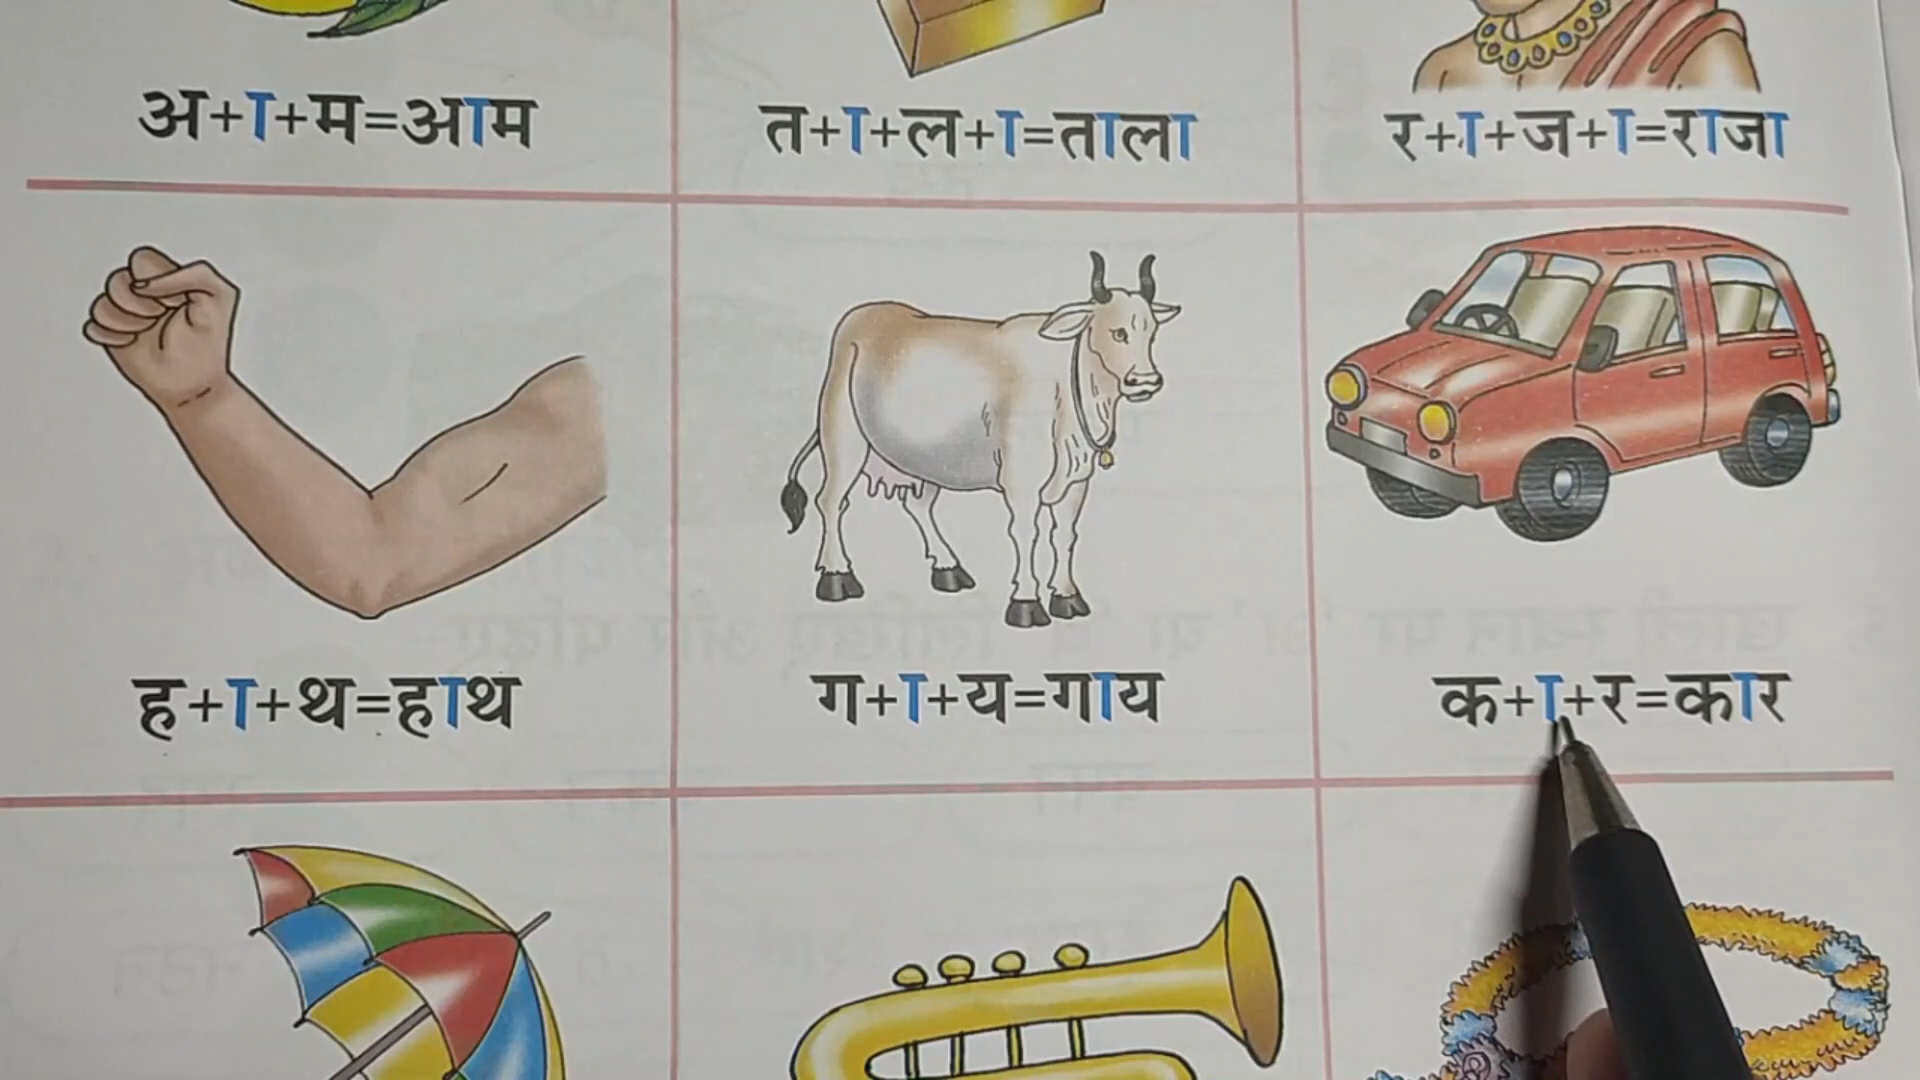 अ+ा+म=आम
त+ा+ल+ा=ताला
र+ा+ज+ा=राजा
ह+ा+थ=हाथ
ग+ा+य=गाय
क+ा+र=कार